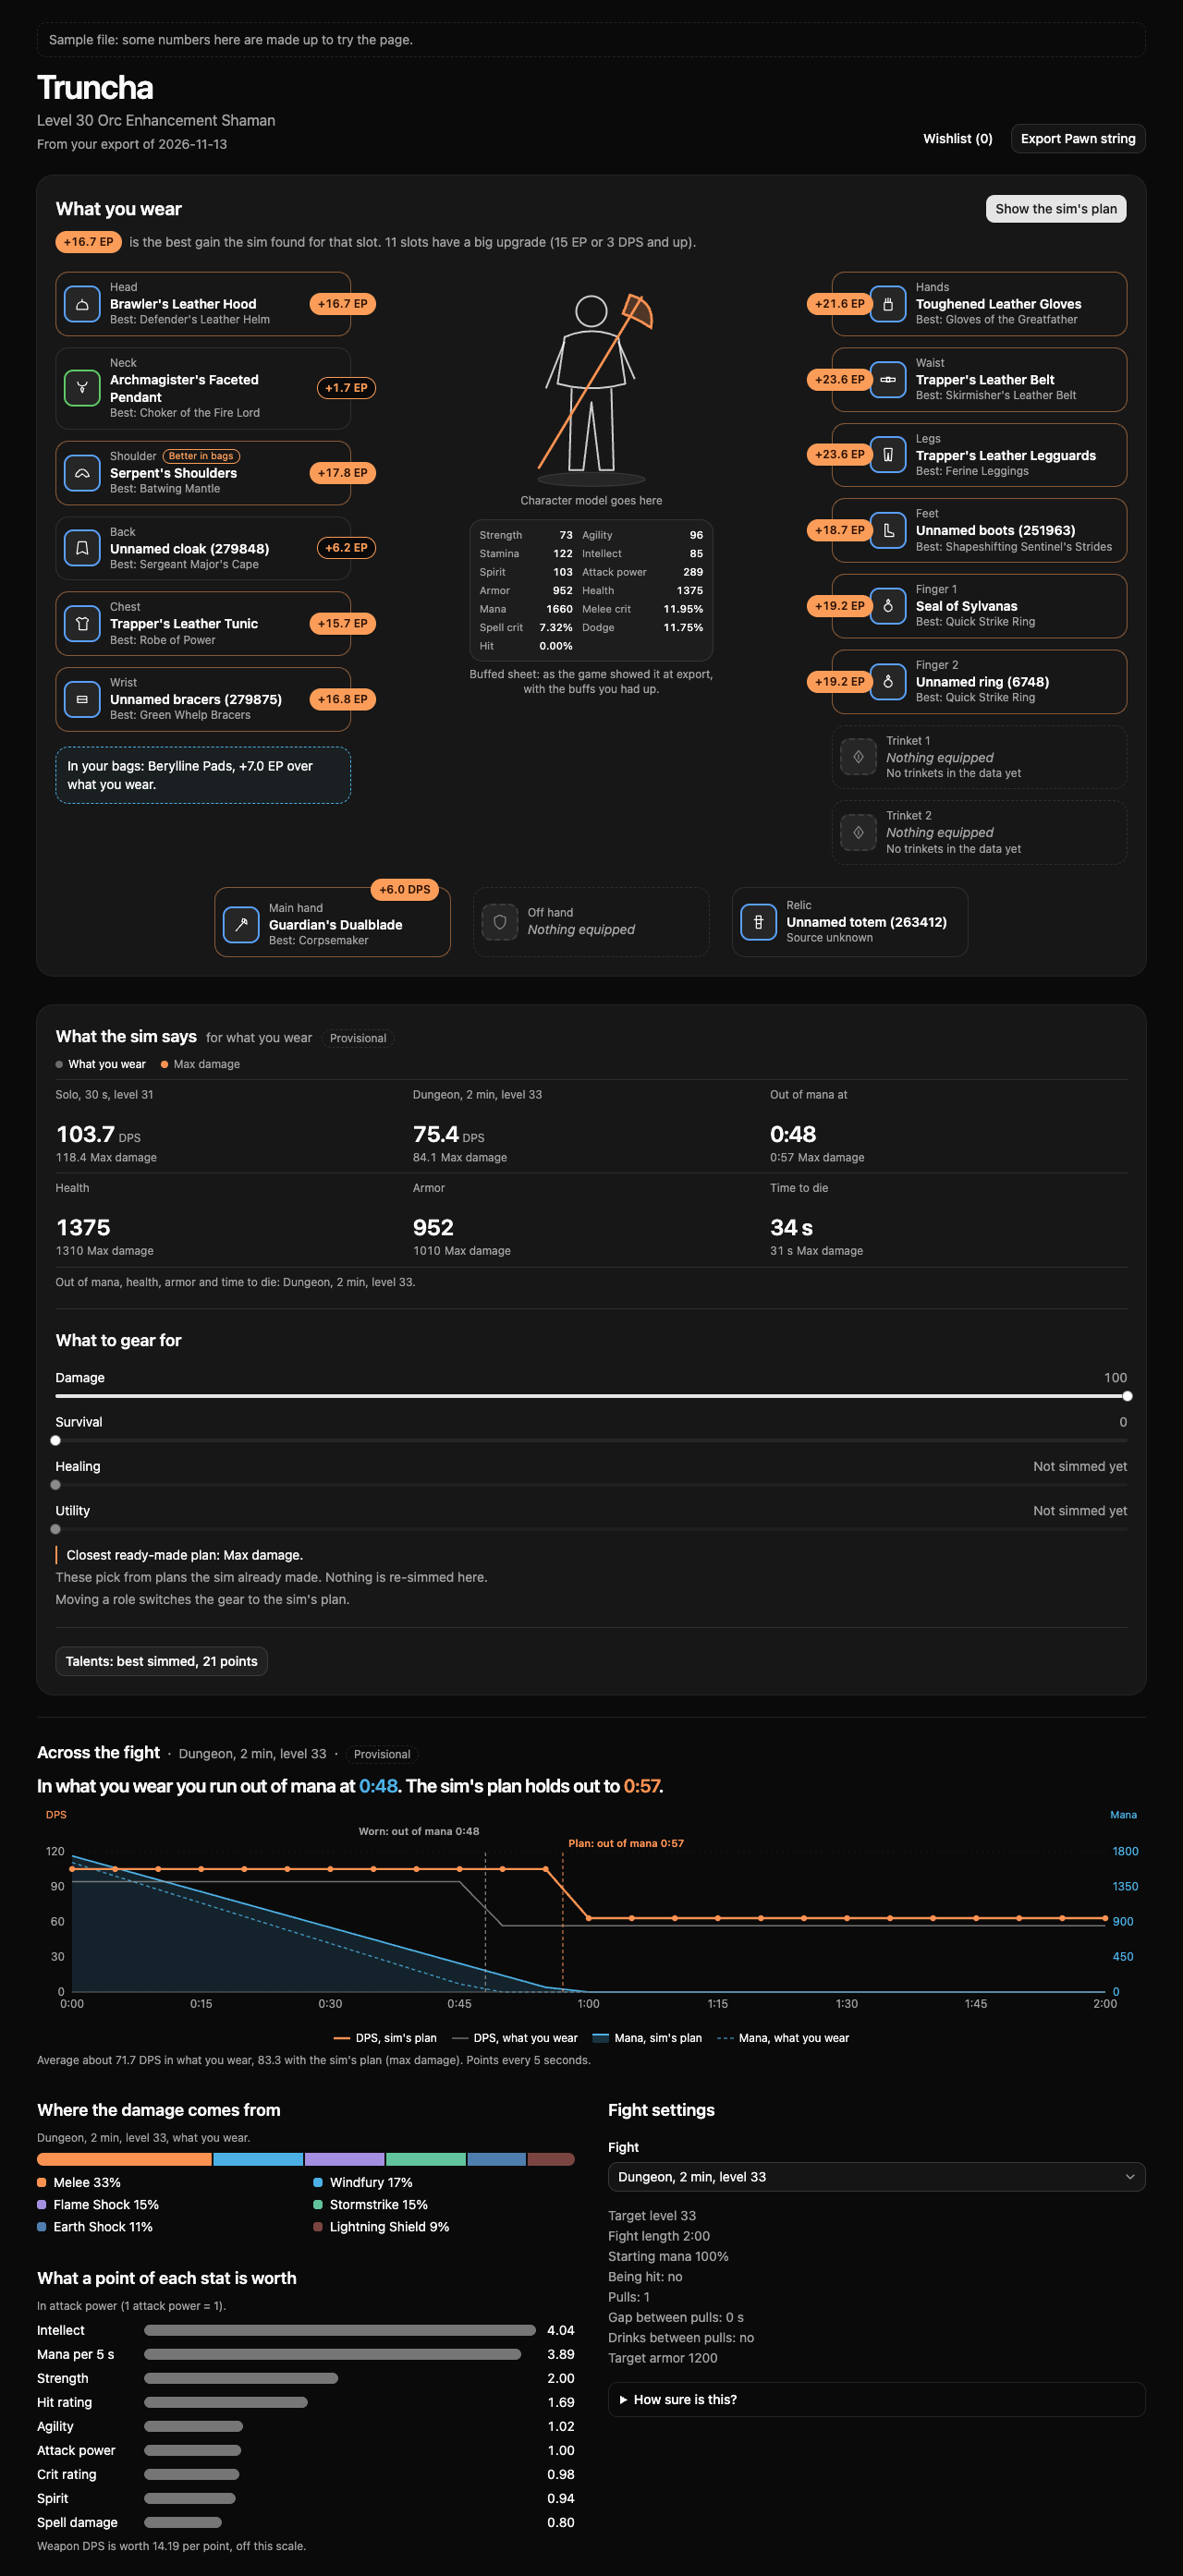 Sample file: some numbers here are made up to try the page.
Truncha
Level 30 Orc Enhancement Shaman
From your export of 2026-11-13
Wishlist (0)
Export Pawn string
What you wear
Show the sim's plan
+16.7 EP is the best gain the sim found for that slot. 11 slots have a big upgrade (15 EP or 3 DPS and up).
Head
Brawler's Leather Hood
Best: Defender's Leather Helm
+16.7 EP
Neck
Archmagister's Faceted
Pendant
Best: Choker of the Fire Lord
+1.7 EP
Shoulder Better in bags
Serpent's Shoulders
Best: Batwing Mantle
+17.8 EP
Back
Unnamed cloak (279848)
Best: Sergeant Major's Cape
+6.2 EP
Chest
Trapper's Leather Tunic
Best: Robe of Power
+15.7 EP
Wrist
Unnamed bracers (279875)
Best: Green Whelp Bracers
+16.8 EP
In your bags: Berylline Pads, +7.0 EP over
what you wear.
Character model goes here
Strength 73 Agility 96
Stamina 122 Intellect 85
Spirit 103 Attack power 289
Armor 952 Health 1375
Mana 1660 Melee crit 11.95%
Spell crit 7.32% Dodge 11.75%
Hit 0.00%
Buffed sheet: as the game showed it at export,
with the buffs you had up.
+21.6 EP
Hands
Toughened Leather Gloves
Best: Gloves of the Greatfather
+23.6 EP
Waist
Trapper's Leather Belt
Best: Skirmisher's Leather Belt
+23.6 EP
Legs
Trapper's Leather Legguards
Best: Ferine Leggings
+18.7 EP
Feet
Unnamed boots (251963)
Best: Shapeshifting Sentinel's Strides
+19.2 EP
Finger 1
Seal of Sylvanas
Best: Quick Strike Ring
+19.2 EP
Finger 2
Unnamed ring (6748)
Best: Quick Strike Ring
Trinket 1
Nothing equipped
No trinkets in the data yet
Trinket 2
Nothing equipped
No trinkets in the data yet
+6.0 DPS
Main hand
Guardian's Dualblade
Best: Corpsemaker
Off hand
Nothing equipped
Relic
Unnamed totem (263412)
Source unknown
What the sim says for what you wear Provisional
What you wear Max damage
Solo, 30 s, level 31
103.7 DPS
118.4 Max damage
Dungeon, 2 min, level 33
75.4 DPS
84.1 Max damage
Out of mana at
0:48
0:57 Max damage
Health
1375
1310 Max damage
Armor
952
1010 Max damage
Time to die
34 s
31 s Max damage
Out of mana, health, armor and time to die: Dungeon, 2 min, level 33.
What to gear for
Damage 100
Survival 0
Healing Not simmed yet
Utility Not simmed yet
Closest ready-made plan: Max damage.
These pick from plans the sim already made. Nothing is re-simmed here.
Moving a role switches the gear to the sim's plan.
Talents: best simmed, 21 points
Across the fight · Dungeon, 2 min, level 33 · Provisional
In what you wear you run out of mana at 0:48. The sim's plan holds out to 0:57.
DPS Mana
Worn: out of mana 0:48
Plan: out of mana 0:57
120 1800
90 1350
60 900
30 450
0 0
0:00 0:15 0:30 0:45 1:00 1:15 1:30 1:45 2:00
DPS, sim's plan DPS, what you wear Mana, sim's plan Mana, what you wear
Average about 71.7 DPS in what you wear, 83.3 with the sim's plan (max damage). Points every 5 seconds.
Where the damage comes from
Dungeon, 2 min, level 33, what you wear.
Melee 33% Windfury 17%
Flame Shock 15% Stormstrike 15%
Earth Shock 11% Lightning Shield 9%
What a point of each stat is worth
In attack power (1 attack power = 1).
Intellect 4.04
Mana per 5 s 3.89
Strength 2.00
Hit rating 1.69
Agility 1.02
Attack power 1.00
Crit rating 0.98
Spirit 0.94
Spell damage 0.80
Weapon DPS is worth 14.19 per point, off this scale.
Fight settings
Fight
Dungeon, 2 min, level 33
Target level 33
Fight length 2:00
Starting mana 100%
Being hit: no
Pulls: 1
Gap between pulls: 0 s
Drinks between pulls: no
Target armor 1200
How sure is this?